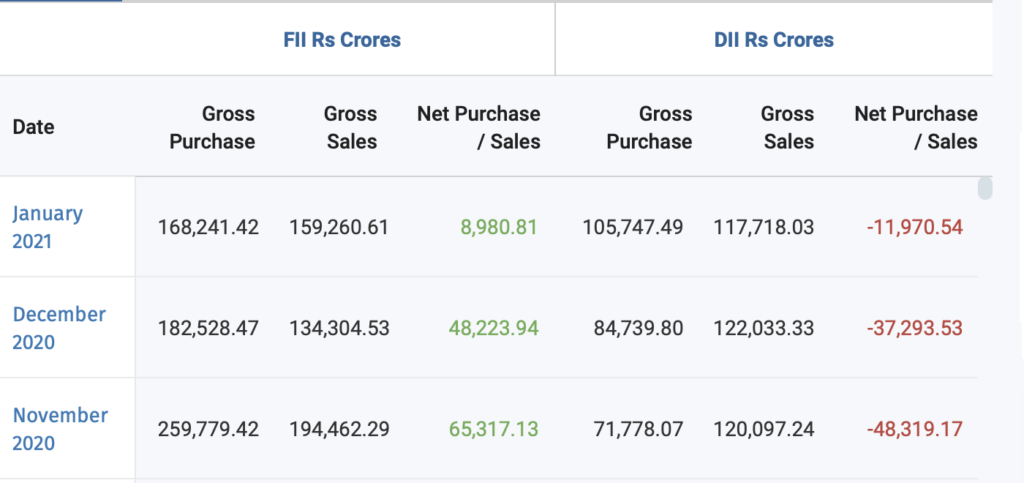 FII Rs Crores DII Rs Crores
Date Gross Purchase Gross Sales Net Purchase / Sales Gross Purchase Gross Sales Net Purchase / Sales
January 2021 168,241.42 159,260.61 8,980.81 105,747.49 117,718.03 -11,970.54
December 2020 182,528.47 134,304.53 48,223.94 84,739.80 122,033.33 -37,293.53
November 2020 259,779.42 194,462.29 65,317.13 71,778.07 120,097.24 -48,319.17